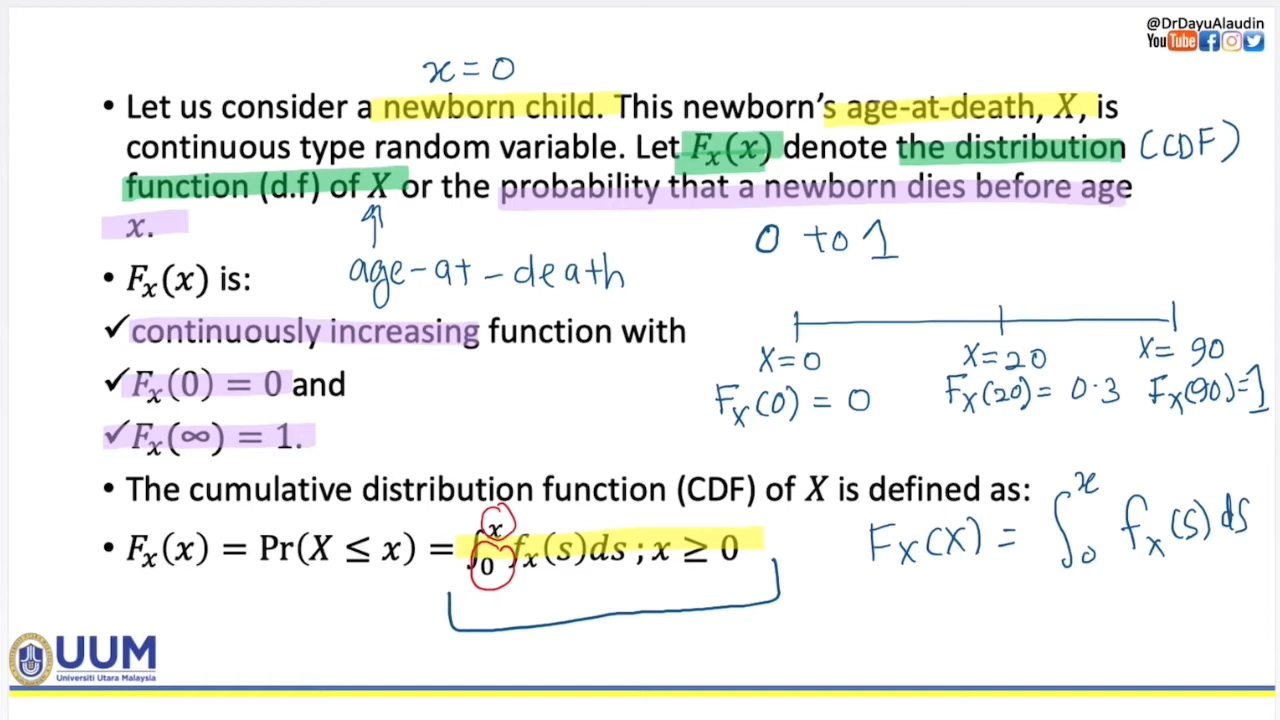 @DrDayuAlaudin
YouTube
x = 0
• Let us consider a newborn child. This newborn's age-at-death, X, is
continuous type random variable. Let Fₓ(x) denote the distribution (CDF)
function (d.f) of X or the probability that a newborn dies before age
x.
0 to 1
age-at-death
• Fₓ(x) is:
✓continuously increasing function with
✓Fₓ(0) = 0 and
✓Fₓ(∞) = 1.
X=0 X=20 X= 90
Fₓ(0) = 0 Fₓ(20)= 0.3 Fₓ(90)=1
• The cumulative distribution function (CDF) of X is defined as:
• Fₓ(x) = Pr(X ≤ x) = ∫₀ˣ fₓ(s)ds ; x ≥ 0
Fₓ(x) = ∫₀ˣ fₓ(s) ds
UUM
Universiti Utara Malaysia